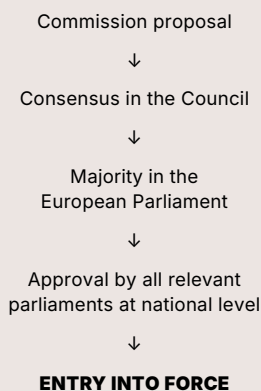 Commission proposal
↓
Consensus in the Council
↓
Majority in the
European Parliament
↓
Approval by all relevant
parliaments at national level
↓
ENTRY INTO FORCE